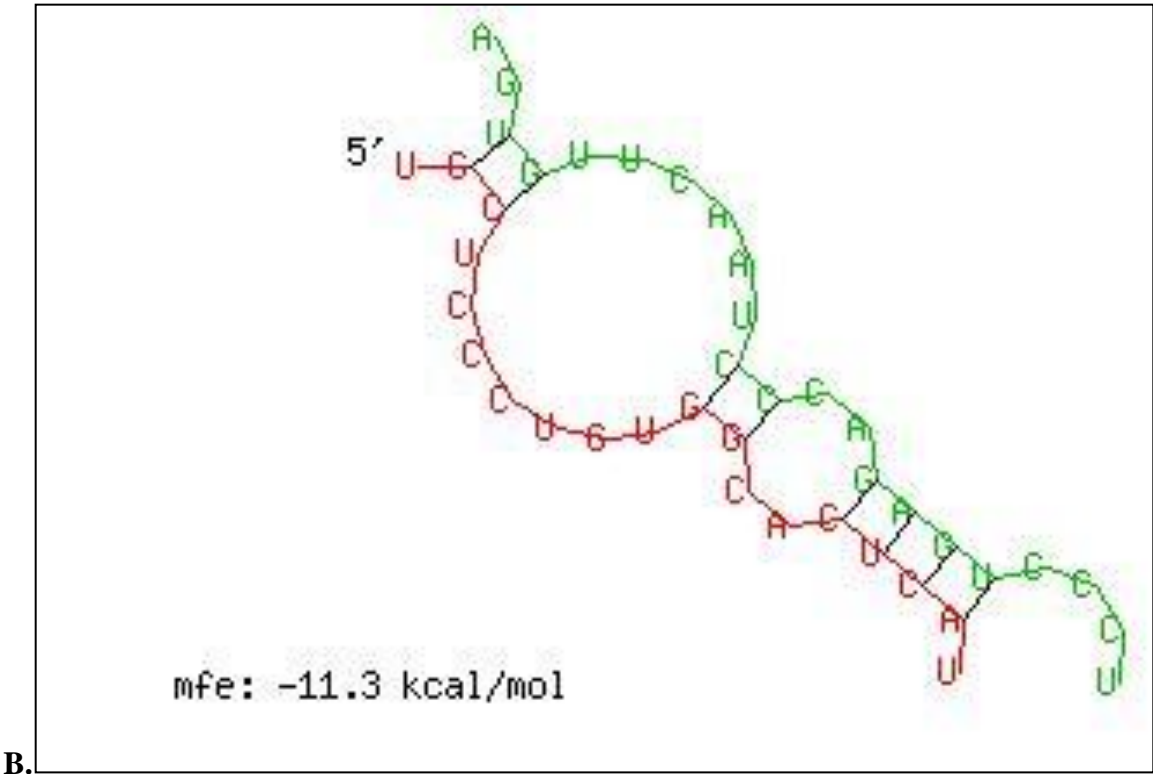 A G U G U U C A A U C C C A G A G U C C C U
5′ U G C U C C C U G U G G C A C U C A U
mfe: -11.3 kcal/mol
B.